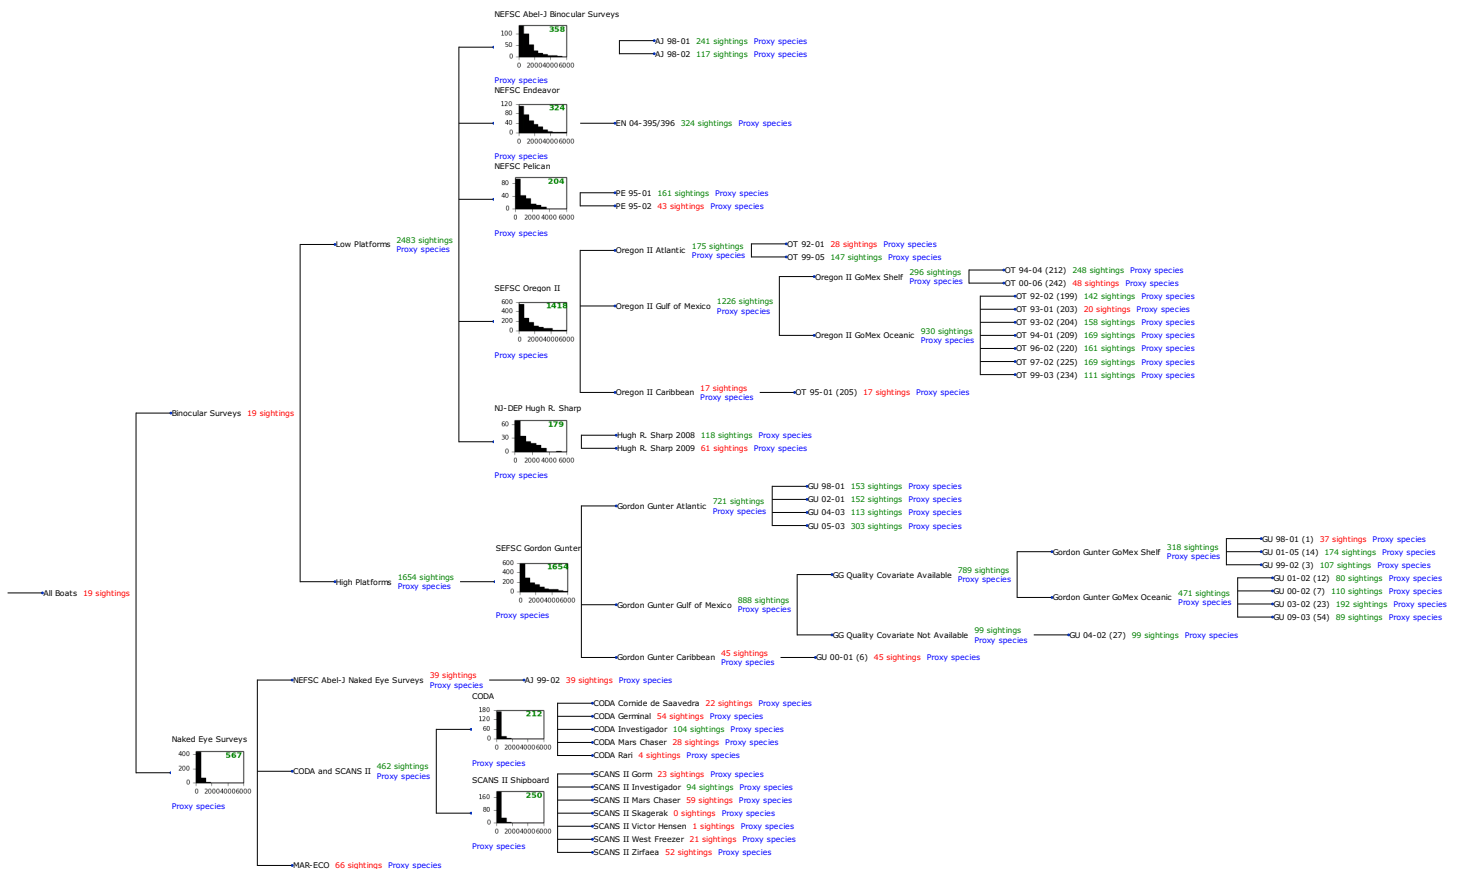 All Boats 19 sightings
Binocular Surveys 19 sightings
Low Platforms 2483 sightings
Proxy species
NEFSC Abel-J Binocular Surveys
358
100
50
0
0 2000 4000 6000
Proxy species
AJ 98-01 241 sightings Proxy species
AJ 98-02 117 sightings Proxy species
NEFSC Endeavor
324
120
80
40
0
0 2000 4000 6000
Proxy species
EN 04-395/396 324 sightings Proxy species
NEFSC Pelican
204
80
40
0
0 2000 4000 6000
Proxy species
PE 95-01 161 sightings Proxy species
PE 95-02 43 sightings Proxy species
SEFSC Oregon II
1418
600
400
200
0
0 2000 4000 6000
Proxy species
Oregon II Atlantic 175 sightings
Proxy species
OT 92-01 28 sightings Proxy species
OT 99-05 147 sightings Proxy species
Oregon II Gulf of Mexico 1226 sightings
Proxy species
Oregon II GoMex Shelf 296 sightings
Proxy species
OT 94-04 (212) 248 sightings Proxy species
OT 00-06 (242) 48 sightings Proxy species
Oregon II GoMex Oceanic 930 sightings
Proxy species
OT 92-02 (199) 142 sightings Proxy species
OT 93-01 (203) 20 sightings Proxy species
OT 93-02 (204) 158 sightings Proxy species
OT 94-01 (209) 169 sightings Proxy species
OT 96-02 (220) 161 sightings Proxy species
OT 97-02 (225) 169 sightings Proxy species
OT 99-03 (234) 111 sightings Proxy species
Oregon II Caribbean 17 sightings
Proxy species
OT 95-01 (205) 17 sightings Proxy species
NJ-DEP Hugh R. Sharp
179
60
30
0
0 2000 4000 6000
Proxy species
Hugh R. Sharp 2008 118 sightings Proxy species
Hugh R. Sharp 2009 61 sightings Proxy species
High Platforms 1654 sightings
Proxy species
SEFSC Gordon Gunter
1654
600
400
200
0
0 2000 4000 6000
Proxy species
Gordon Gunter Atlantic 721 sightings
Proxy species
GU 98-01 153 sightings Proxy species
GU 02-01 152 sightings Proxy species
GU 04-03 113 sightings Proxy species
GU 05-03 303 sightings Proxy species
Gordon Gunter Gulf of Mexico 888 sightings
Proxy species
GG Quality Covariate Available 789 sightings
Proxy species
Gordon Gunter GoMex Shelf 318 sightings
Proxy species
GU 98-01 (1) 37 sightings Proxy species
GU 01-05 (14) 174 sightings Proxy species
GU 99-02 (3) 107 sightings Proxy species
Gordon Gunter GoMex Oceanic 471 sightings
Proxy species
GU 01-02 (12) 80 sightings Proxy species
GU 00-02 (7) 110 sightings Proxy species
GU 03-02 (23) 192 sightings Proxy species
GU 09-03 (54) 89 sightings Proxy species
GG Quality Covariate Not Available 99 sightings
Proxy species
GU 04-02 (27) 99 sightings Proxy species
Gordon Gunter Caribbean 45 sightings
Proxy species
GU 00-01 (6) 45 sightings Proxy species
Naked Eye Surveys
567
400
200
0
0 2000 4000 6000
Proxy species
NEFSC Abel-J Naked Eye Surveys 39 sightings
Proxy species
AJ 99-02 39 sightings Proxy species
CODA and SCANS II 462 sightings
Proxy species
CODA
212
180
120
60
0
0 2000 4000 6000
Proxy species
CODA Cornide de Saavedra 22 sightings Proxy species
CODA Germinal 54 sightings Proxy species
CODA Investigador 104 sightings Proxy species
CODA Mars Chaser 28 sightings Proxy species
CODA Rari 4 sightings Proxy species
SCANS II Shipboard
250
160
80
0
0 2000 4000 6000
Proxy species
SCANS II Gorm 23 sightings Proxy species
SCANS II Investigador 94 sightings Proxy species
SCANS II Mars Chaser 59 sightings Proxy species
SCANS II Skagerak 0 sightings Proxy species
SCANS II Victor Hensen 1 sightings Proxy species
SCANS II West Freezer 21 sightings Proxy species
SCANS II Zirfaea 52 sightings Proxy species
MAR-ECO 66 sightings Proxy species